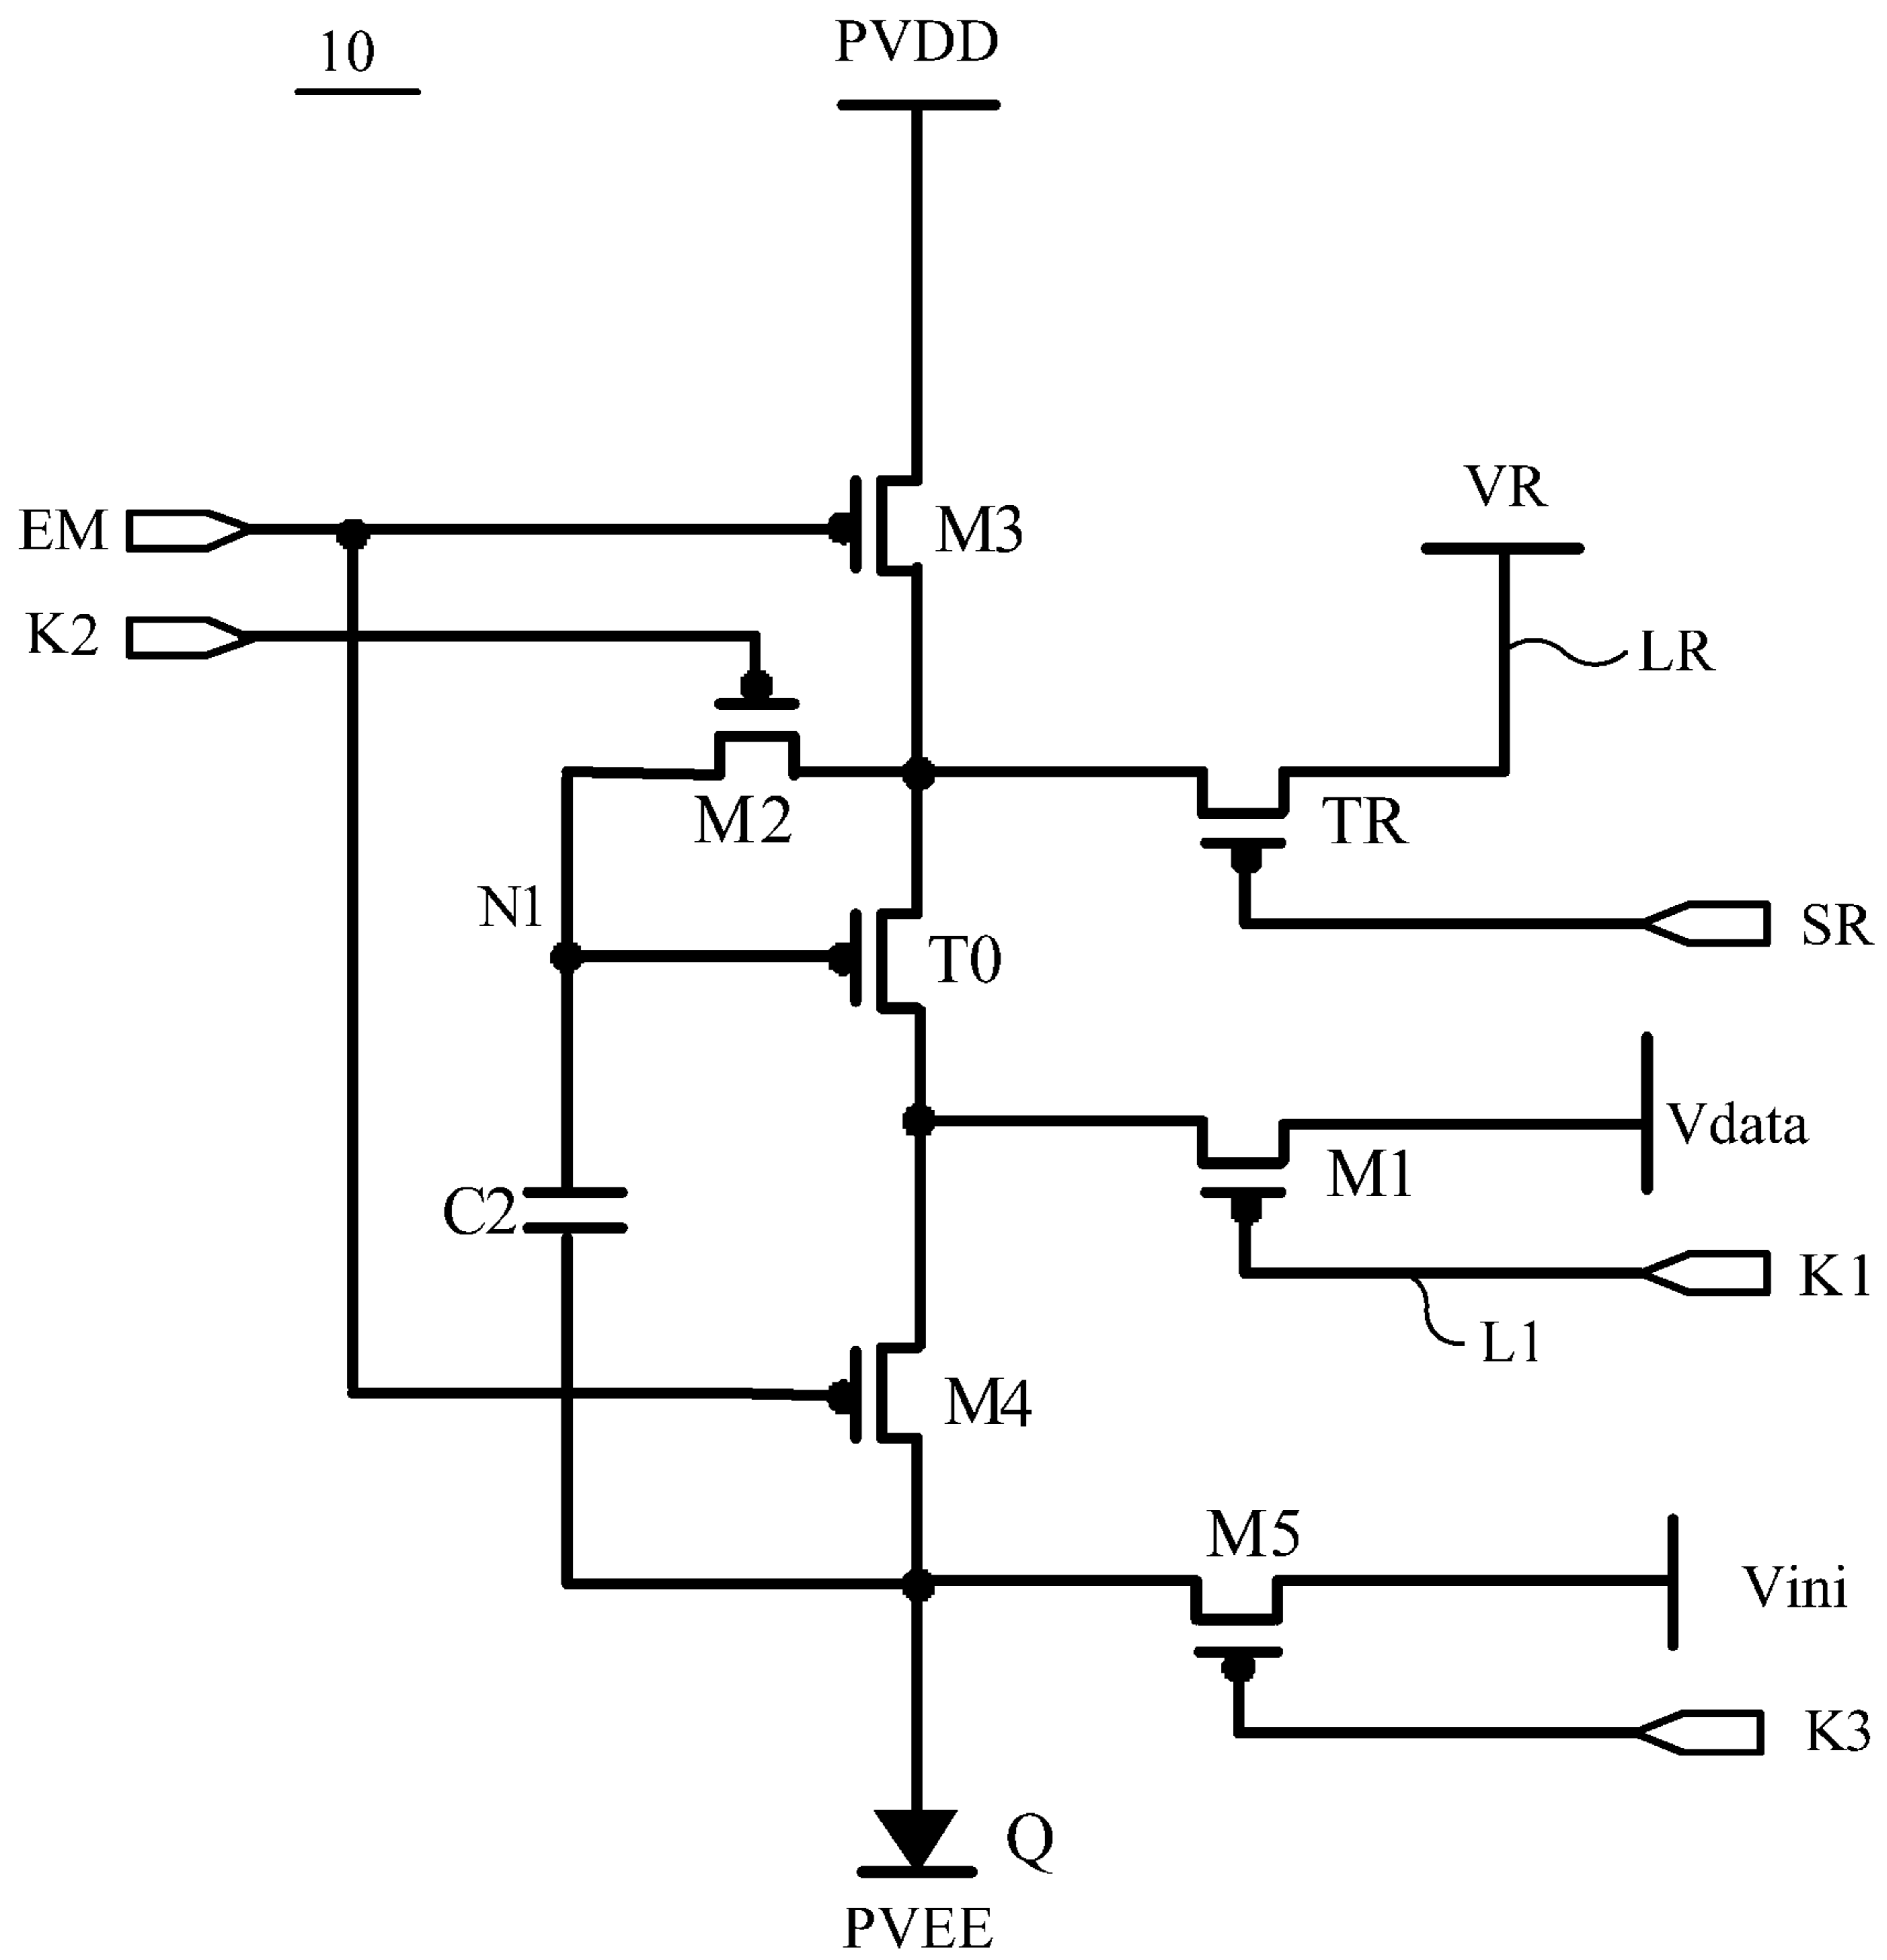 10
PVDD
VR
EM
M3
K2
LR
M2
TR
N1
SR
T0
Vdata
M1
C2
K1
L1
M4
M5
Vini
K3
Q
PVEE